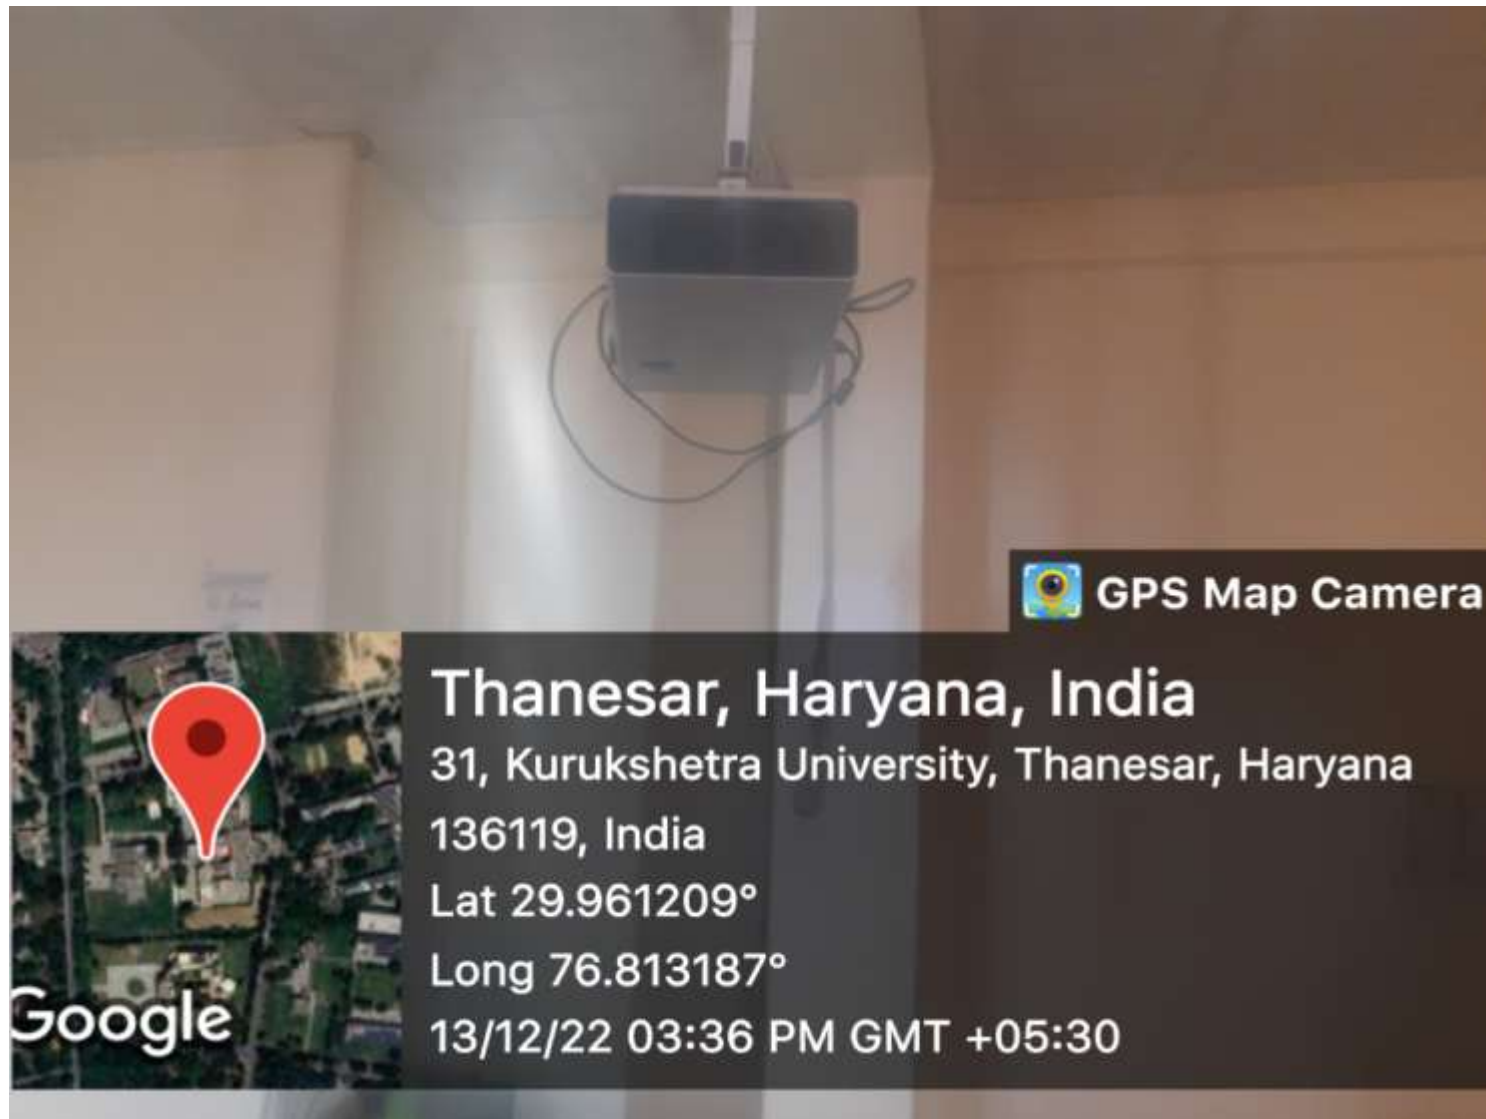 GPS Map Camera
Thanesar, Haryana, India
31, Kurukshetra University, Thanesar, Haryana
136119, India
Lat 29.961209°
Long 76.813187°
13/12/22 03:36 PM GMT +05:30
Google